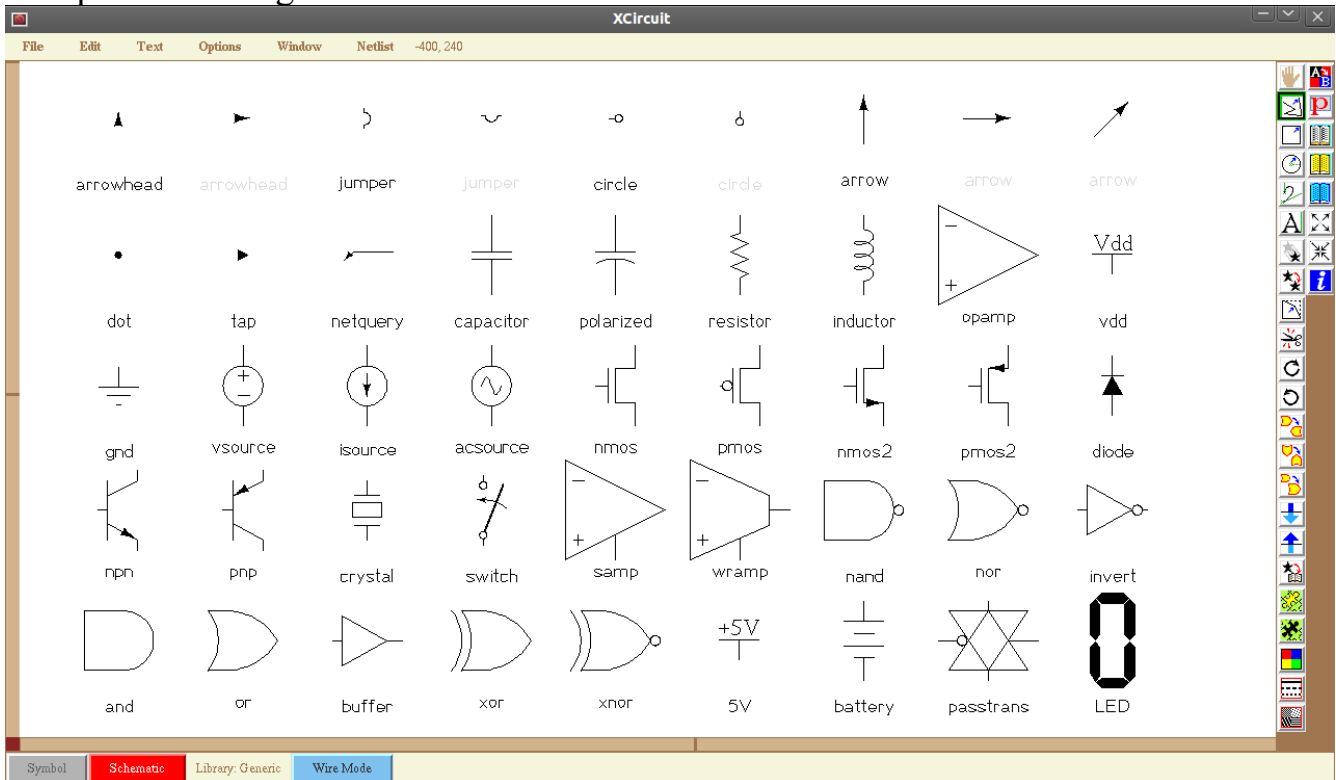 XCircuit
File Edit Text Options Window Netlist -400, 240
arrowhead arrowhead jumper jumper circle circle arrow arrow arrow
Vdd
dot tap netquery capacitor polarized resistor inductor opamp vdd
gnd vsource isource acsource nmos pmos nmos2 pmos2 diode
npn pnp crystal switch samp wramp nand nor invert
+5V
and or buffer xor xnor 5V battery passtrans LED
Symbol Schematic Library: Generic Wire Mode